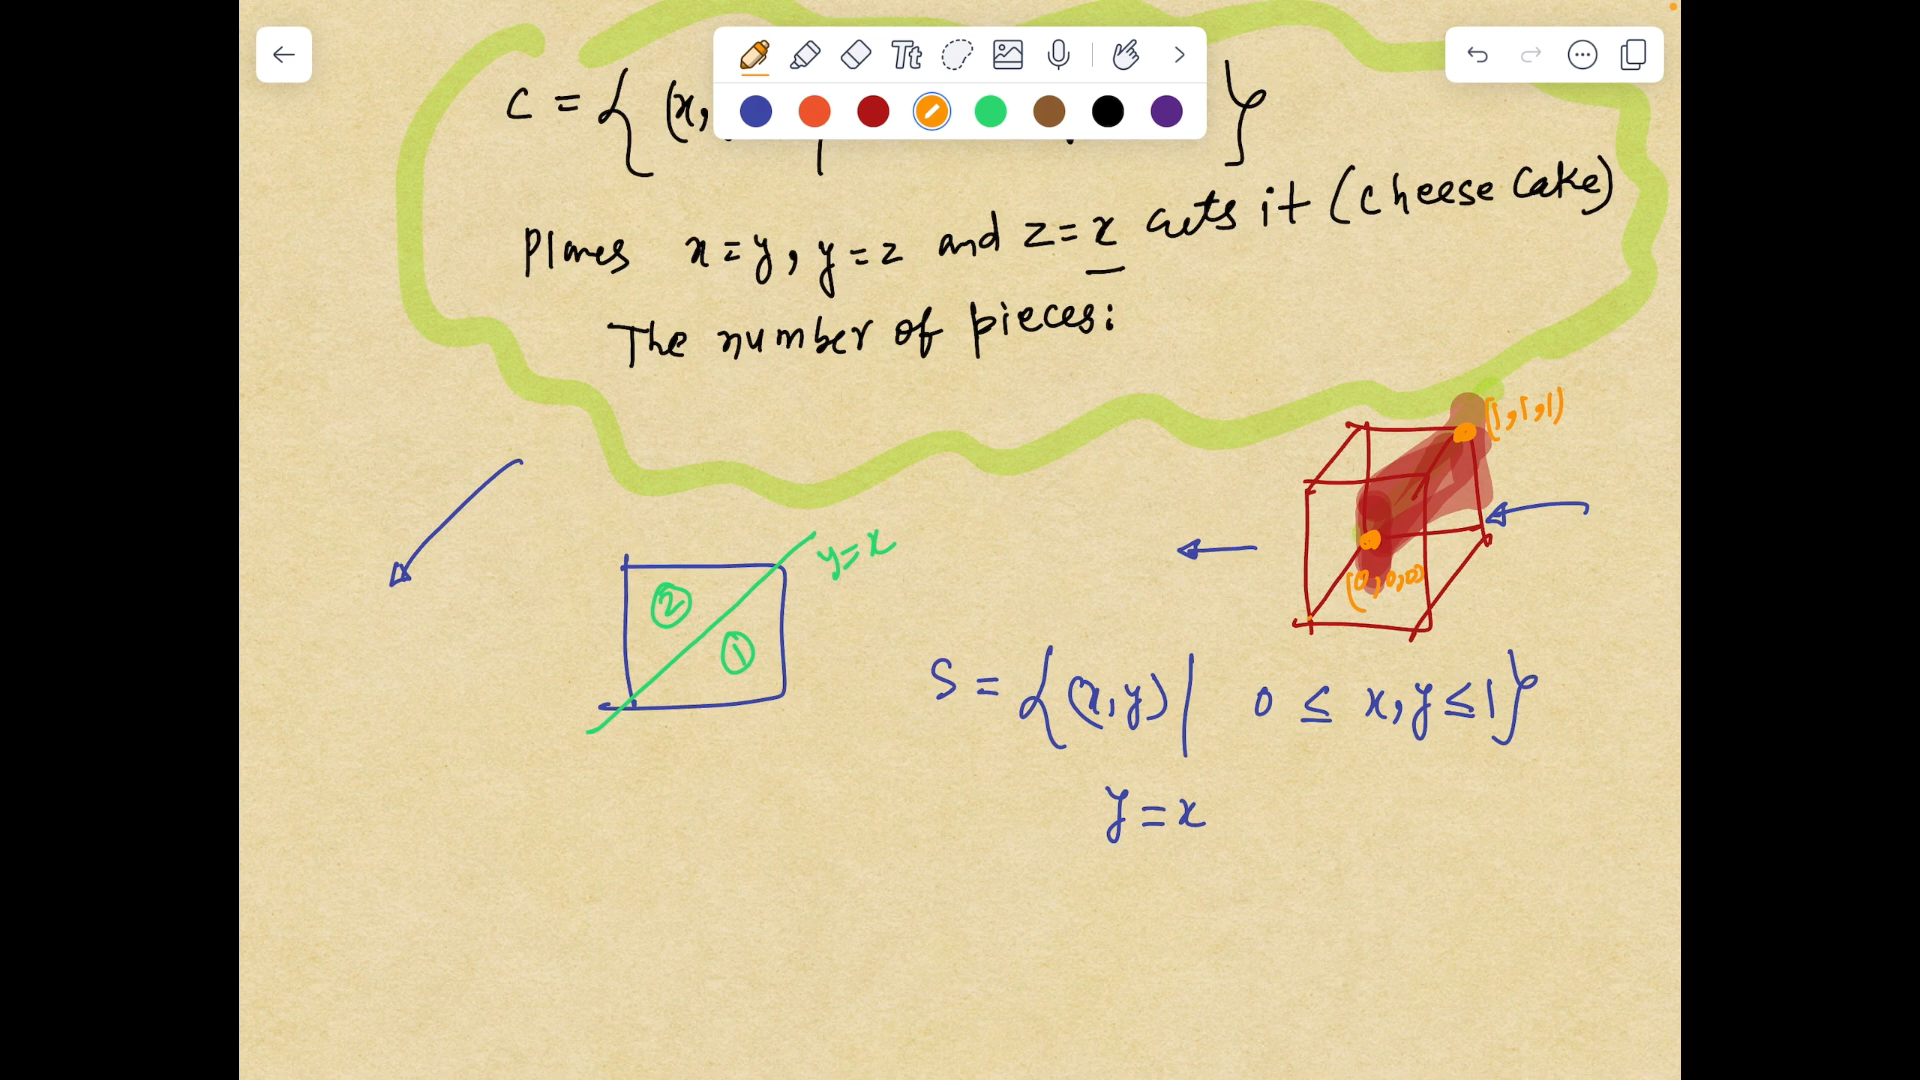 C = { (x,
Planes x=y, y=z and z=x cuts it (cheese cake)
The number of pieces:
(1,1,1)
y=x
2
1
(0,0,0)
S = { (x,y) | 0 ≤ x,y ≤ 1 }
y = x
Tt